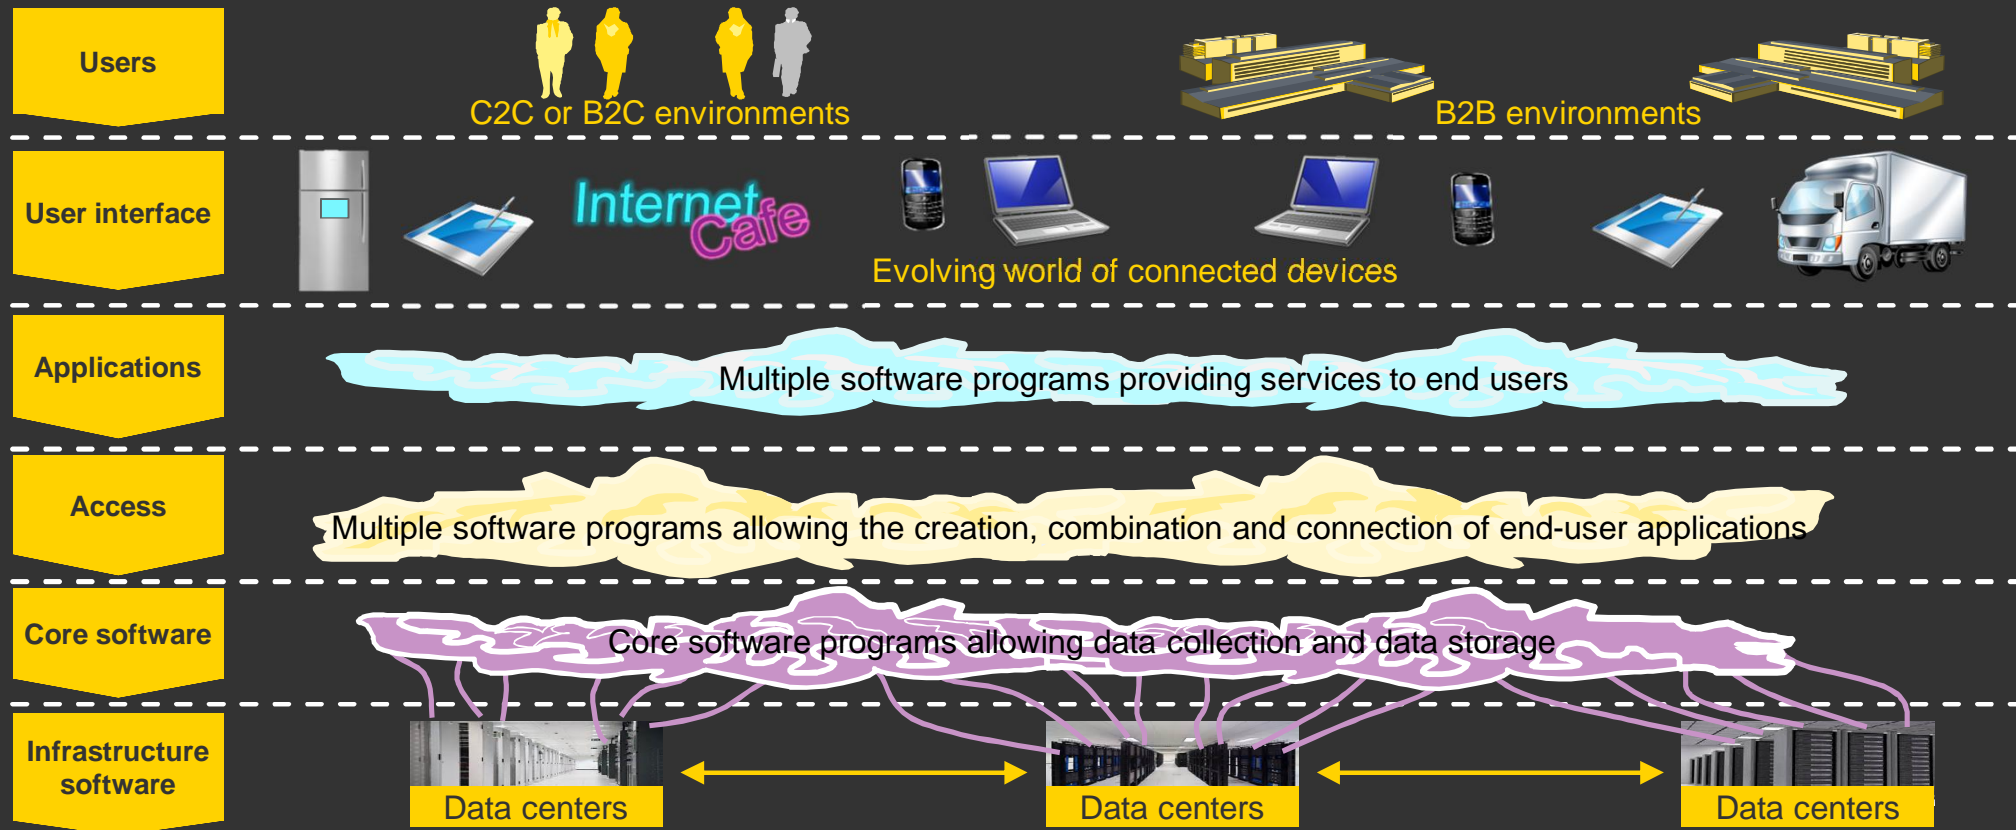 Users
C2C or B2C environments
B2B environments
User interface
Internet
Cafe
Evolving world of connected devices
Applications
Multiple software programs providing services to end users
Access
Multiple software programs allowing the creation, combination and connection of end-user applications
Core software
Core software programs allowing data collection and data storage
Infrastructure
software
Data centers
Data centers
Data centers